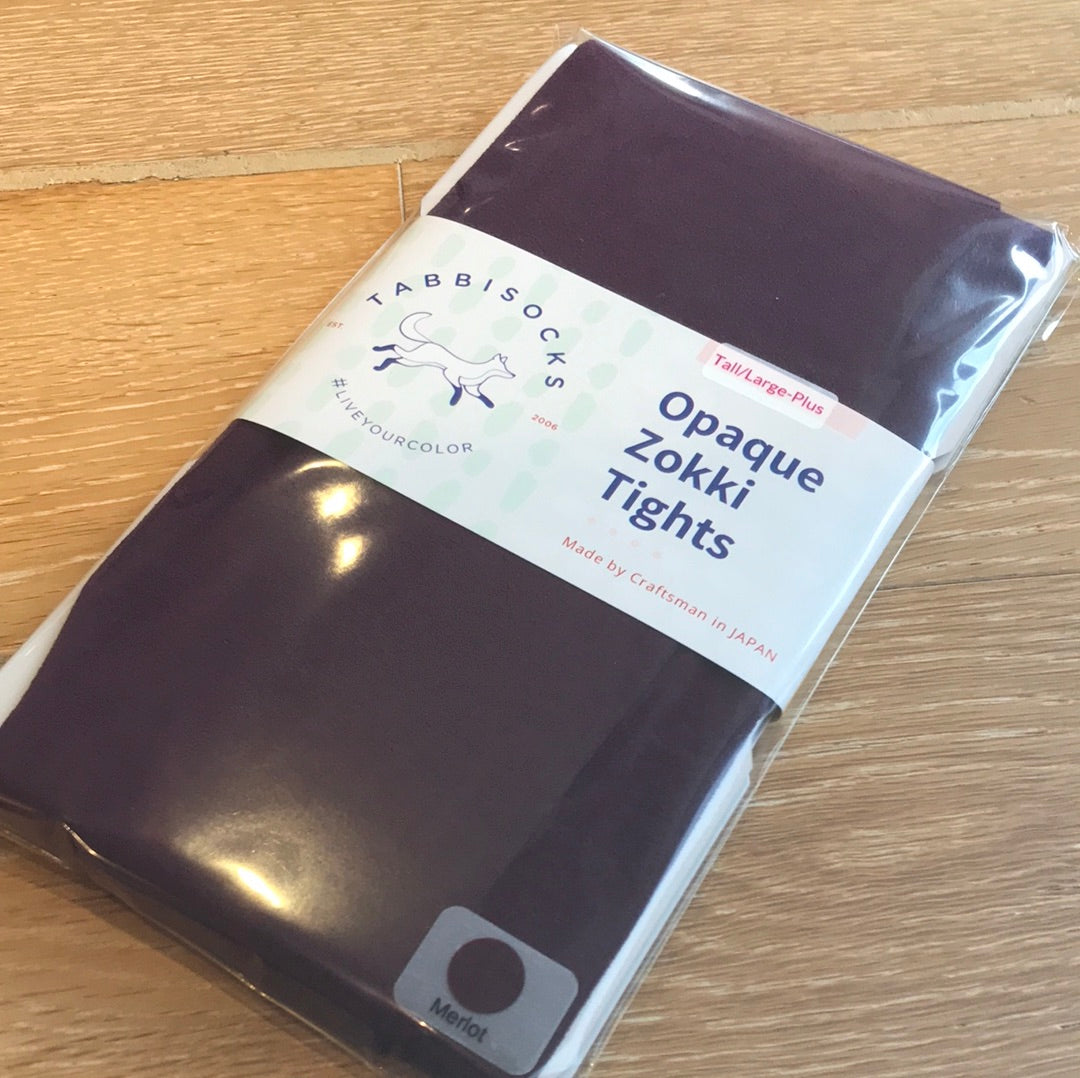 TABBISOCKS
EST.
2006
#LIVEYOURCOLOR
Tall/Large-Plus
Opaque
Zokki
Tights
Made by Craftsman in JAPAN
Merlot